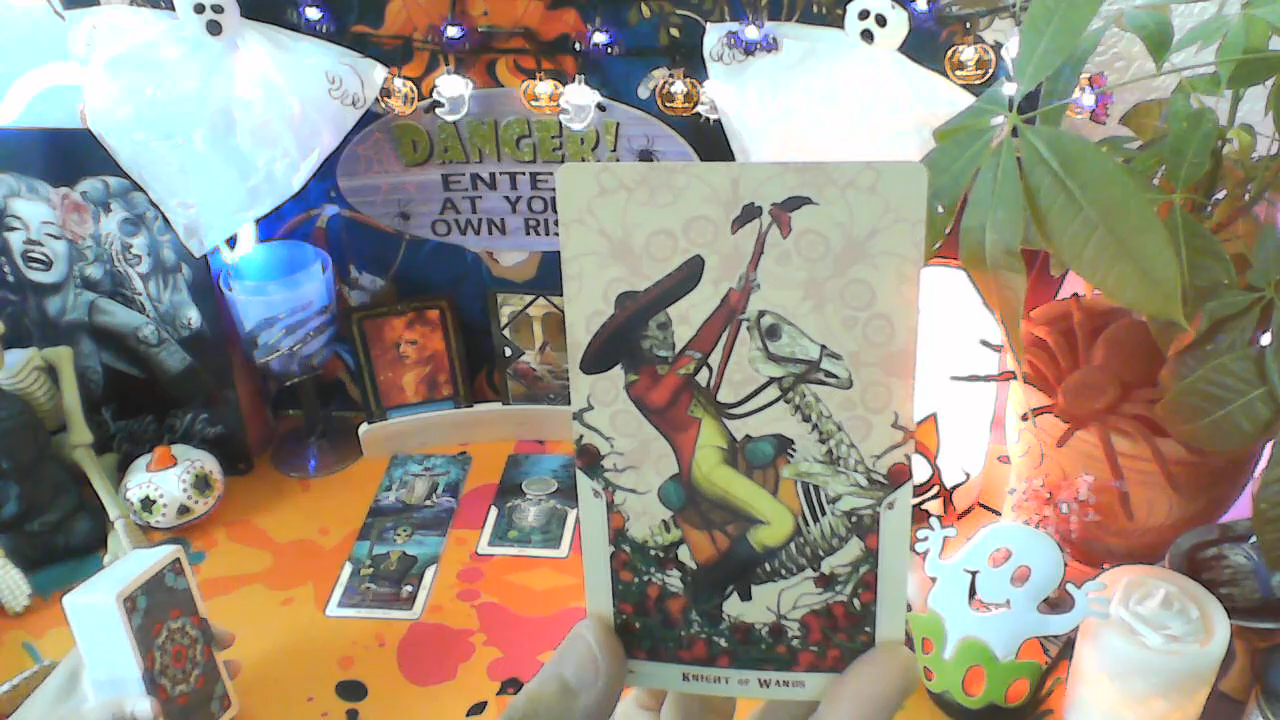 DANGER!
ENTE
AT YOU
OWN RIS
KNIGHT OF WANDS